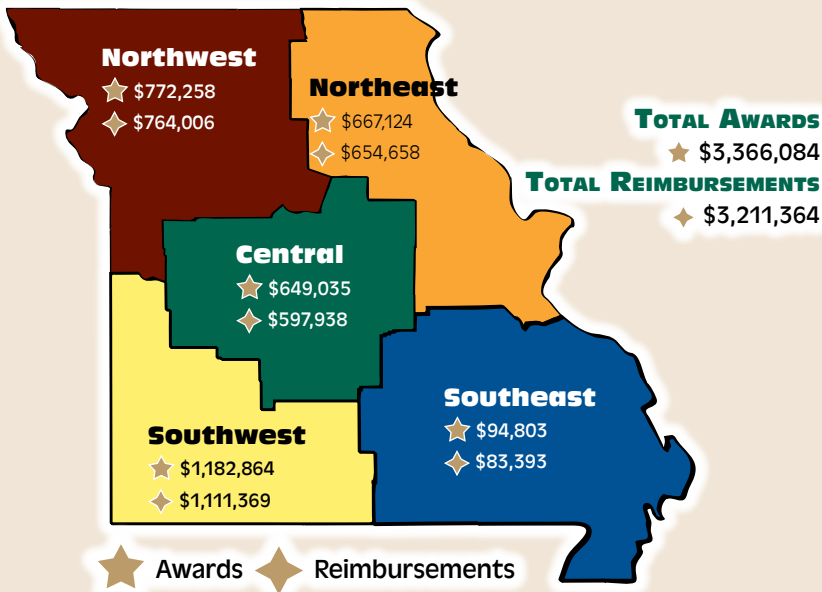 Northwest
$772,258
$764,006
Northeast
$667,124
$654,658
TOTAL AWARDS
$3,366,084
TOTAL REIMBURSEMENTS
$3,211,364
Central
$649,035
$597,938
Southeast
$94,803
$83,393
Southwest
$1,182,864
$1,111,369
Awards Reimbursements